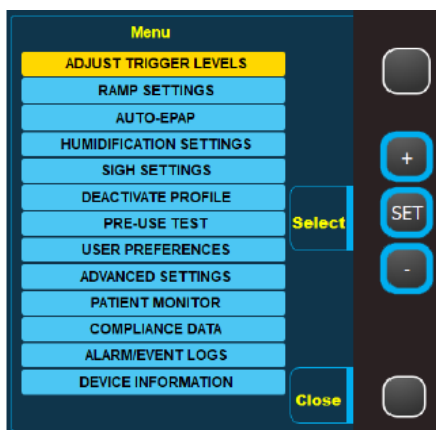 Menu
ADJUST TRIGGER LEVELS
RAMP SETTINGS
AUTO-EPAP
HUMIDIFICATION SETTINGS
SIGH SETTINGS
DEACTIVATE PROFILE
PRE-USE TEST
USER PREFERENCES
ADVANCED SETTINGS
PATIENT MONITOR
COMPLIANCE DATA
ALARM/EVENT LOGS
DEVICE INFORMATION
Select
Close
+
SET
-